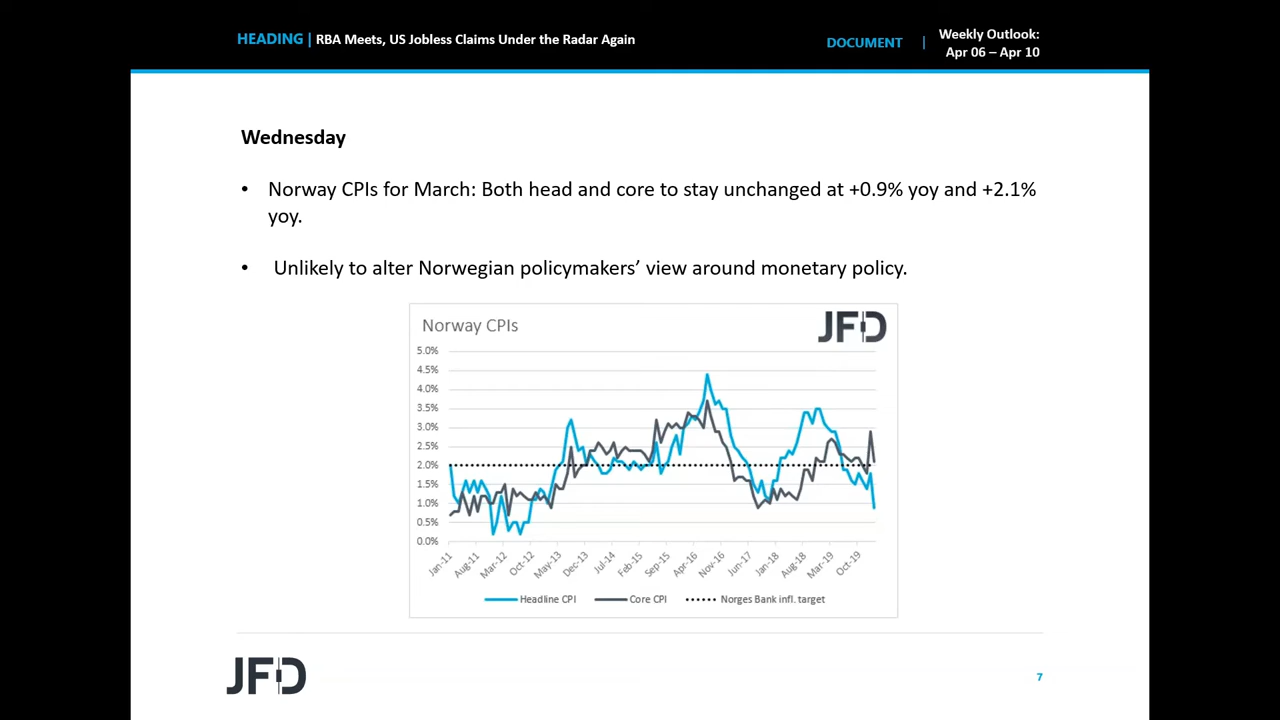 HEADING | RBA Meets, US Jobless Claims Under the Radar Again
DOCUMENT | Weekly Outlook:
Apr 06 – Apr 10
Wednesday
• Norway CPIs for March: Both head and core to stay unchanged at +0.9% yoy and +2.1%
yoy.
• Unlikely to alter Norwegian policymakers’ view around monetary policy.
Norway CPIs
JFD
5.0%
4.5%
4.0%
3.5%
3.0%
2.5%
2.0%
1.5%
1.0%
0.5%
0.0%
Jan-11 Aug-11 Mar-12 Oct-12 May-13 Dec-13 Jul-14 Feb-15 Sep-15 Apr-16 Nov-16 Jun-17 Jan-18 Aug-18 Mar-19 Oct-19
Headline CPI Core CPI Norges Bank infl. target
JFD
7